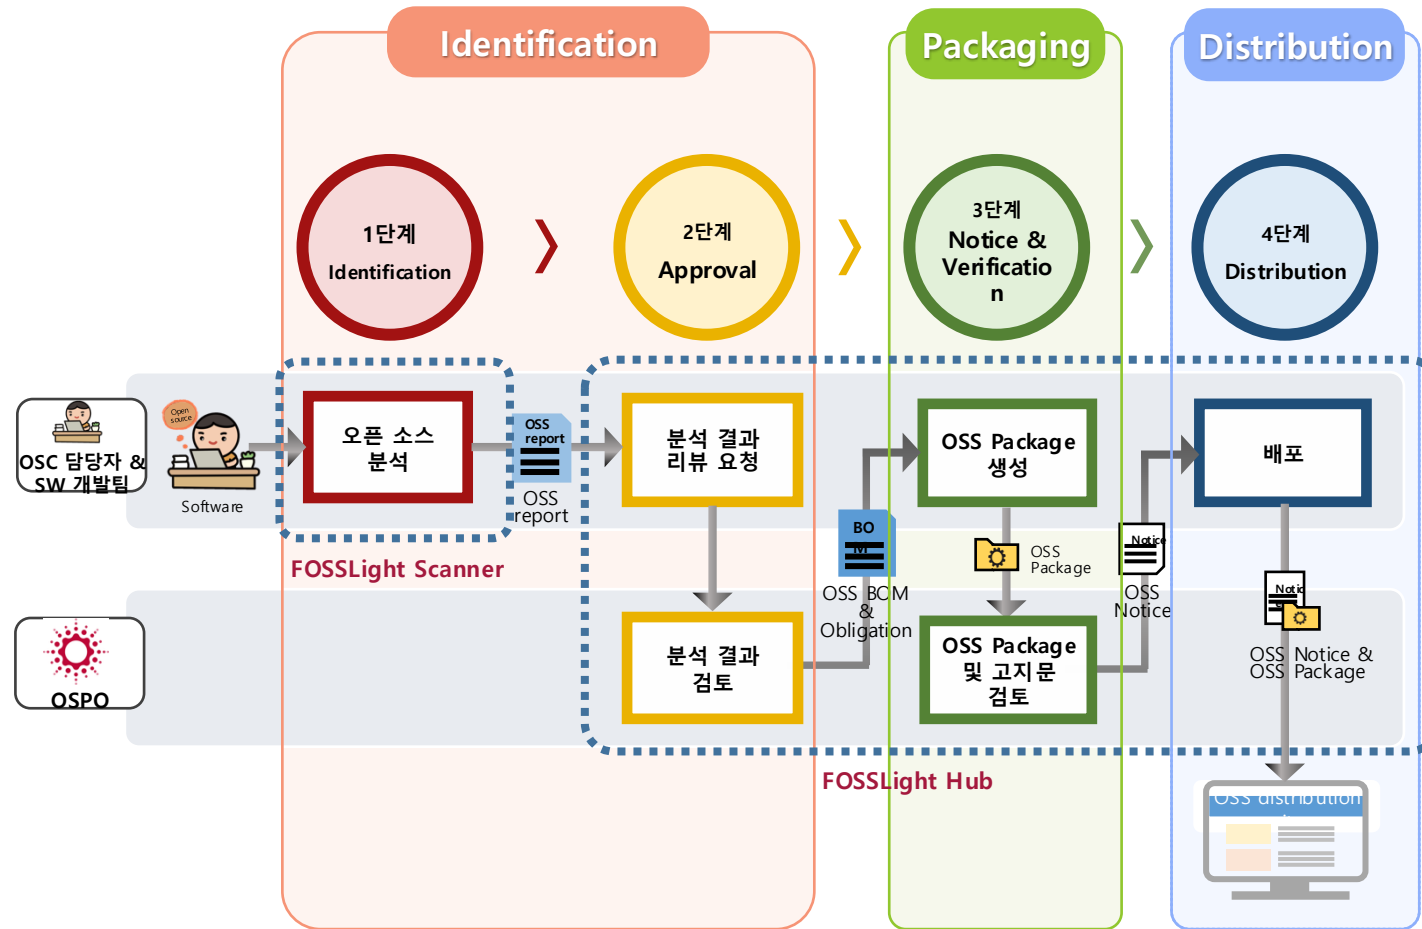 Identification
Packaging
Distribution
1단계
Identification
2단계
Approval
3단계
Notice &
Verificatio
n
4단계
Distribution
OSC 담당자 &
SW 개발팀
Open
source
Software
오픈 소스
분석
OSS
report
OSS
report
분석 결과
리뷰 요청
OSS Package
생성
배포
FOSSLight Scanner
BO
M
OSS BOM
&
Obligation
OSS
Package
Notice
OSS
Notice
OSPO
분석 결과
검토
OSS Package
및 고지문
검토
OSS Notice &
OSS Package
FOSSLight Hub
OSS distribution